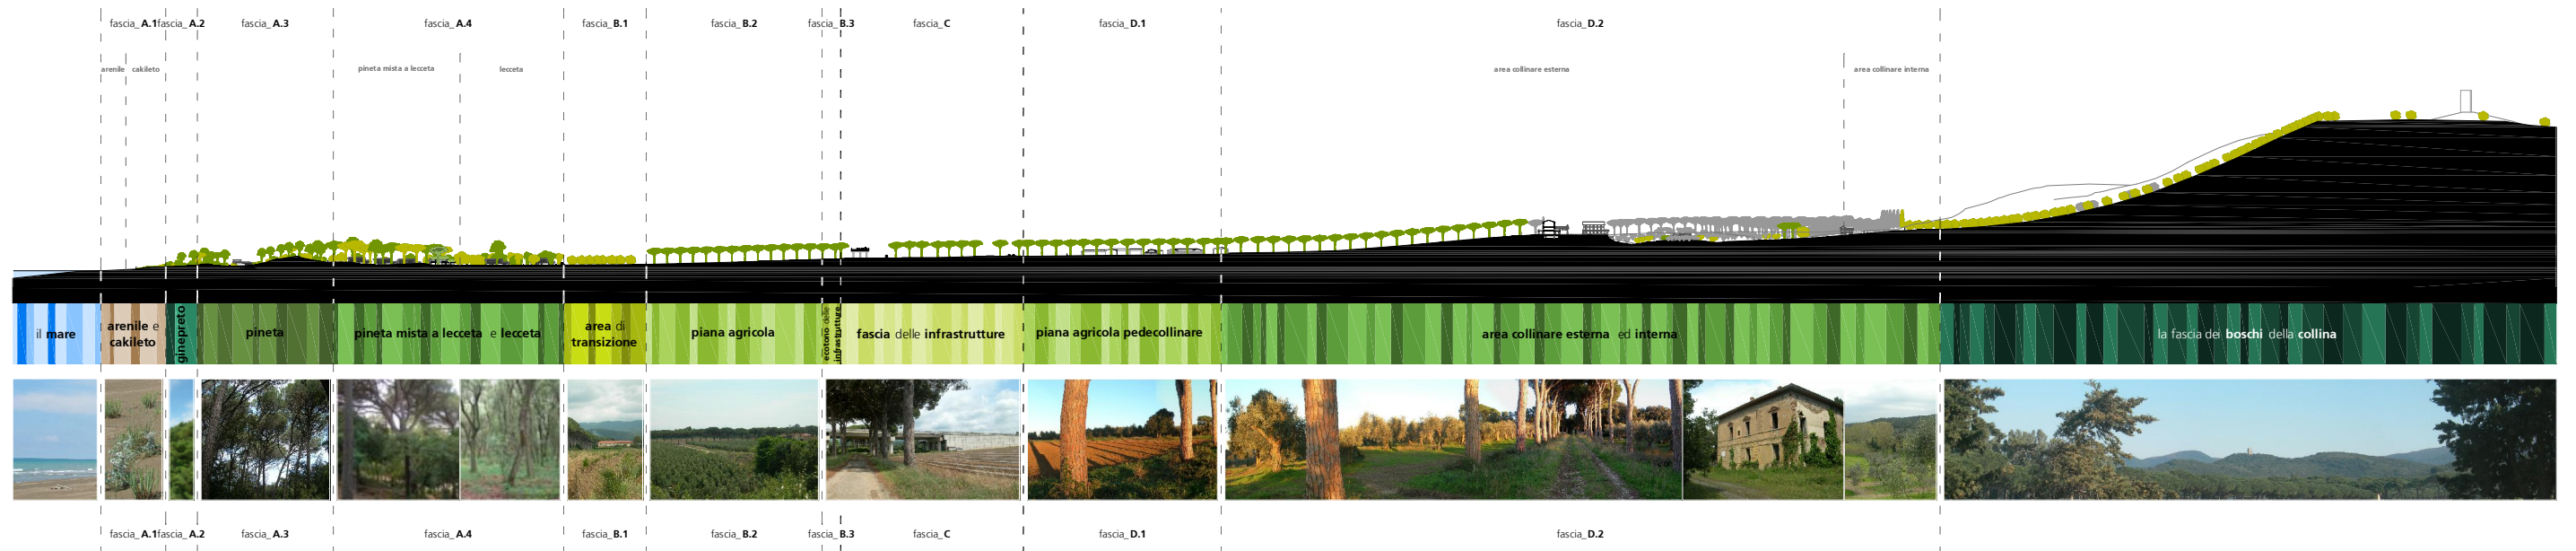 fascia_A.1 fascia_A.2 fascia_A.3 fascia_A.4 fascia_B.1 fascia_B.2 fascia_B.3 fascia_C fascia_D.1 fascia_D.2
arenile cakileto pineta mista a lecceta lecceta area collinare esterna area collinare interna
il mare
arenile e
cakileto
ginepreto
pineta
pineta mista a lecceta e lecceta
area di
transizione
piana agricola
ecotono delle
infrastrutture
fascia delle infrastrutture
piana agricola pedecollinare
area collinare esterna ed interna
la fascia dei boschi della collina
fascia_A.1 fascia_A.2 fascia_A.3 fascia_A.4 fascia_B.1 fascia_B.2 fascia_B.3 fascia_C fascia_D.1 fascia_D.2